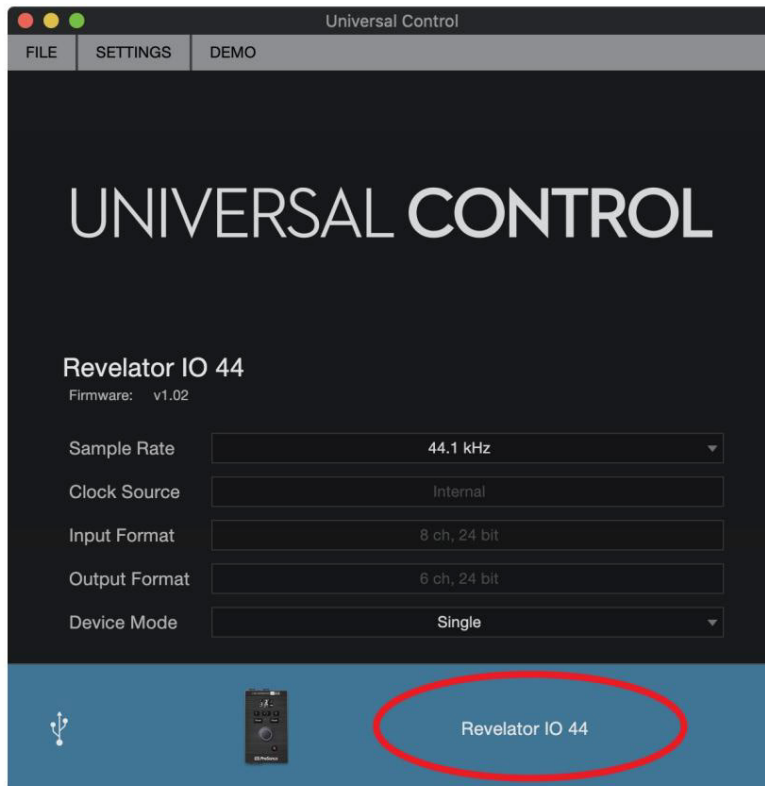 Universal Control
FILE SETTINGS DEMO
UNIVERSAL CONTROL
Revelator IO 44
Firmware: v1.02
Sample Rate 44.1 kHz
Clock Source Internal
Input Format 8 ch, 24 bit
Output Format 6 ch, 24 bit
Device Mode Single
PreSonus
Revelator IO 44